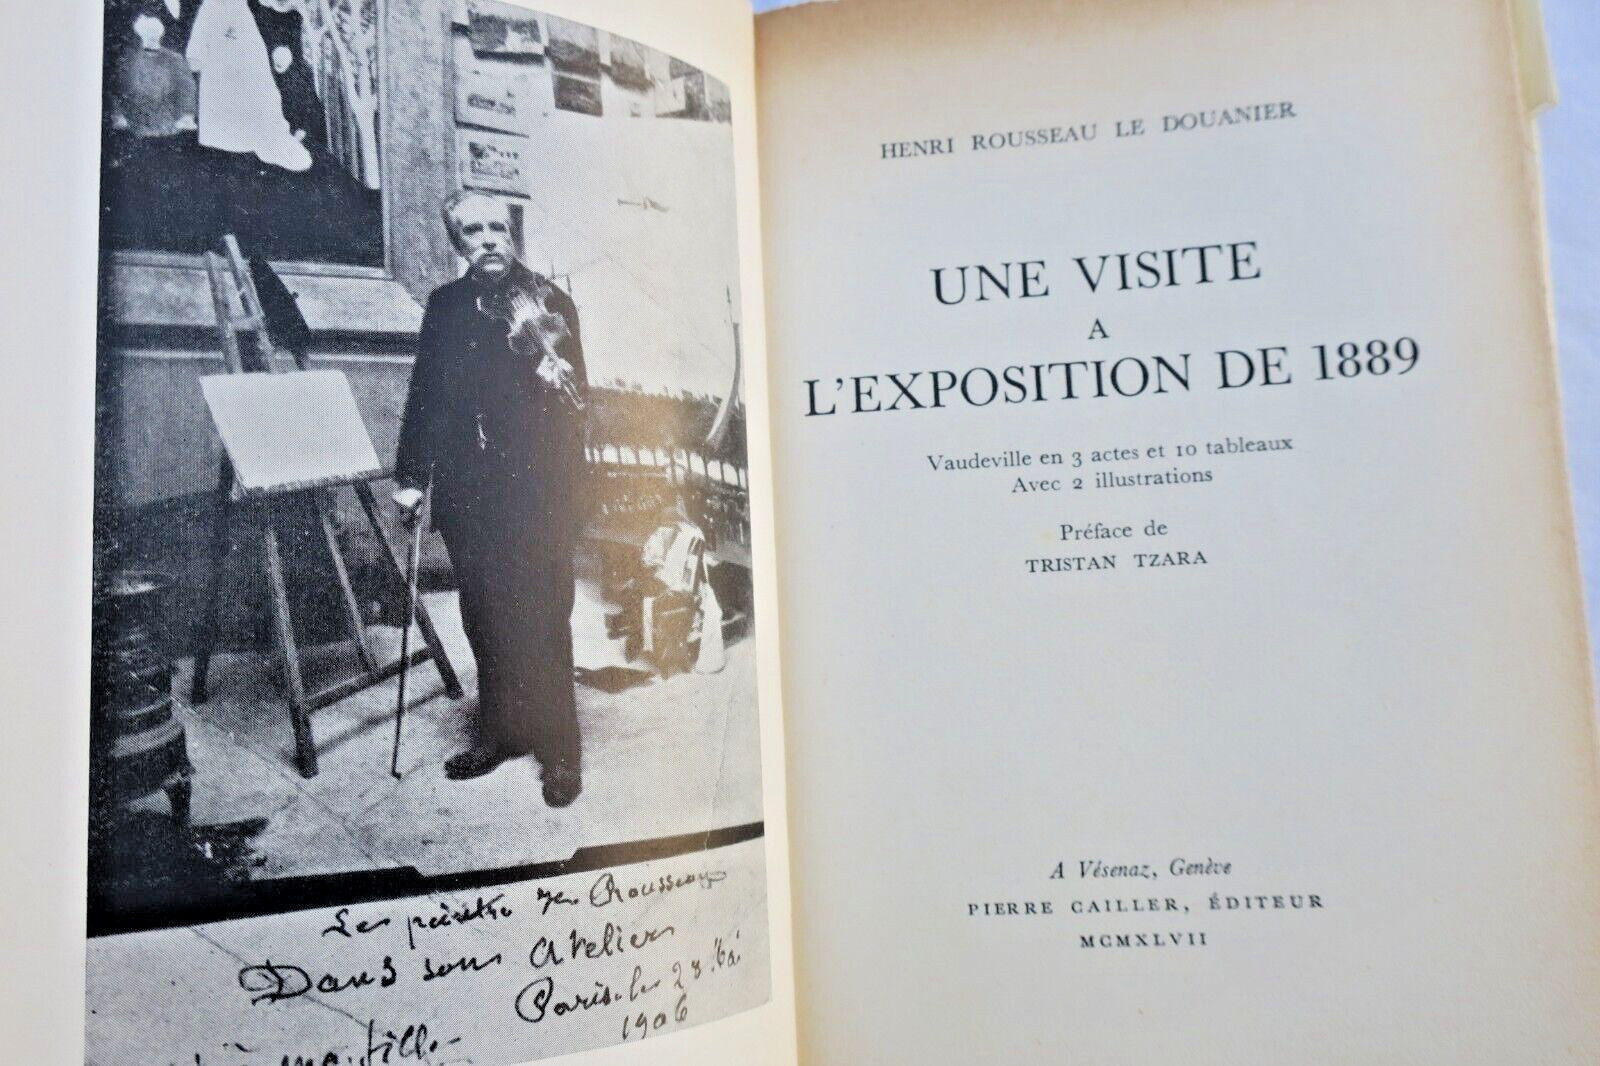 Le peintre Hri Rousseau
Dans son Atelier
Paris, le 28
1906
HENRI ROUSSEAU LE DOUANIER
UNE VISITE
A
L'EXPOSITION DE 1889
Vaudeville en 3 actes et 10 tableaux
Avec 2 illustrations
Préface de
TRISTAN TZARA
A Vésenaz, Genève
PIERRE CAILLER, ÉDITEUR
MCMXLVII